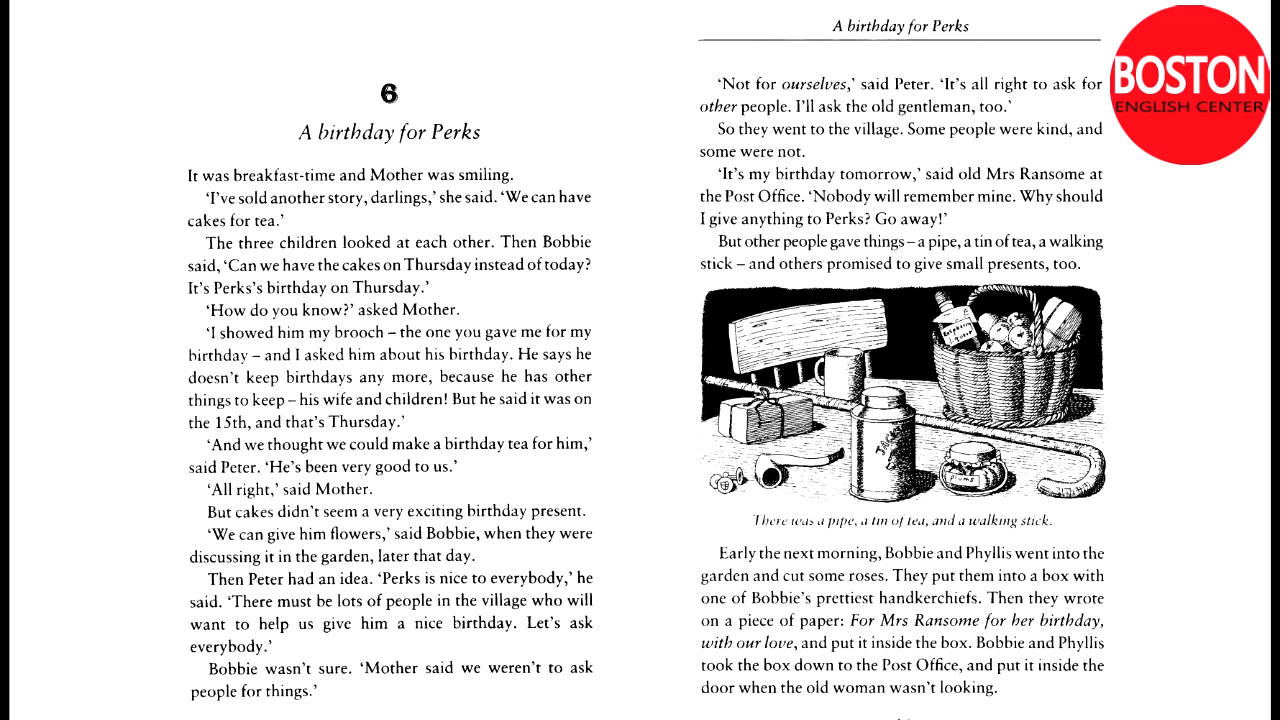 6
A birthday for Perks
It was breakfast-time and Mother was smiling.
‘I’ve sold another story, darlings,’ she said. ‘We can have
cakes for tea.’
The three children looked at each other. Then Bobbie
said, ‘Can we have the cakes on Thursday instead of today?
It’s Perks’s birthday on Thursday.’
‘How do you know?’ asked Mother.
‘I showed him my brooch – the one you gave me for my
birthday – and I asked him about his birthday. He says he
doesn’t keep birthdays any more, because he has other
things to keep – his wife and children! But he said it was on
the 15th, and that’s Thursday.’
‘And we thought we could make a birthday tea for him,’
said Peter. ‘He’s been very good to us.’
‘All right,’ said Mother.
But cakes didn’t seem a very exciting birthday present.
‘We can give him flowers,’ said Bobbie, when they were
discussing it in the garden, later that day.
Then Peter had an idea. ‘Perks is nice to everybody,’ he
said. ‘There must be lots of people in the village who will
want to help us give him a nice birthday. Let’s ask
everybody.’
Bobbie wasn’t sure. ‘Mother said we weren’t to ask
people for things.’
A birthday for Perks
‘Not for ourselves,’ said Peter. ‘It’s all right to ask for
other people. I’ll ask the old gentleman, too.’
So they went to the village. Some people were kind, and
some were not.
‘It’s my birthday tomorrow,’ said old Mrs Ransome at
the Post Office. ‘Nobody will remember mine. Why should
I give anything to Perks? Go away!’
But other people gave things – a pipe, a tin of tea, a walking
stick – and others promised to give small presents, too.
plums
There was a pipe, a tin of tea, and a walking stick.
Early the next morning, Bobbie and Phyllis went into the
garden and cut some roses. They put them into a box with
one of Bobbie’s prettiest handkerchiefs. Then they wrote
on a piece of paper: For Mrs Ransome for her birthday,
with our love, and put it inside the box. Bobbie and Phyllis
took the box down to the Post Office, and put it inside the
door when the old woman wasn’t looking.
BOSTON
ENGLISH CENTER